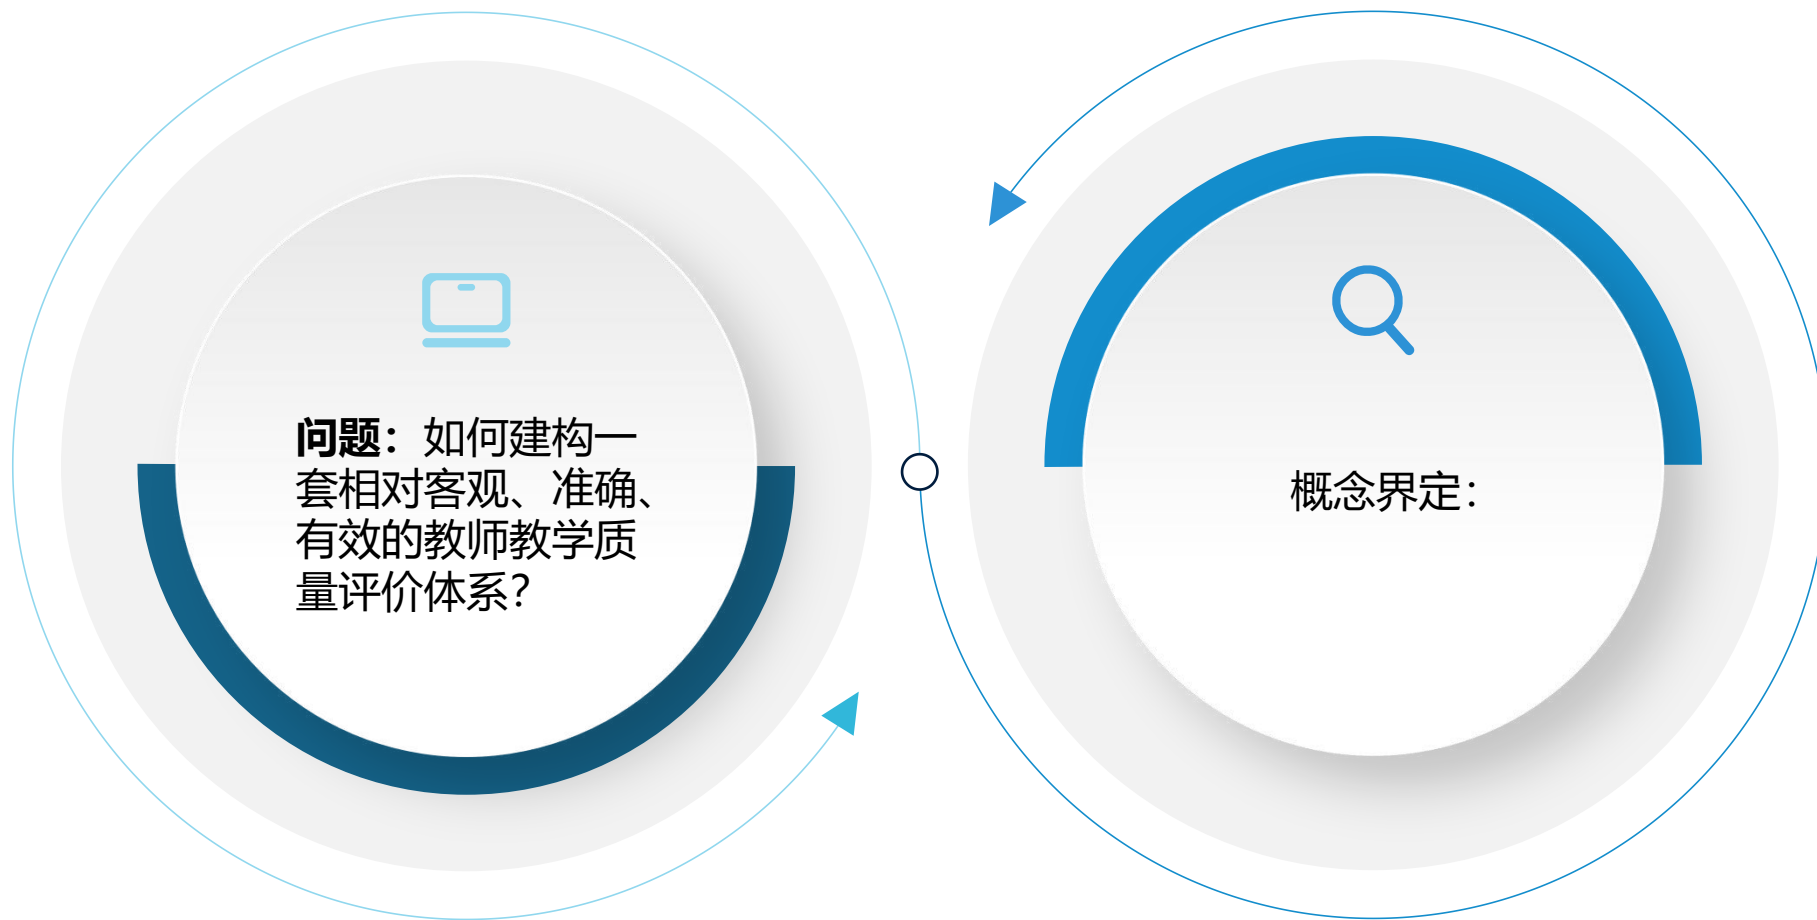 问题：如何建构一
套相对客观、准确、
有效的教师教学质
量评价体系？
概念界定：